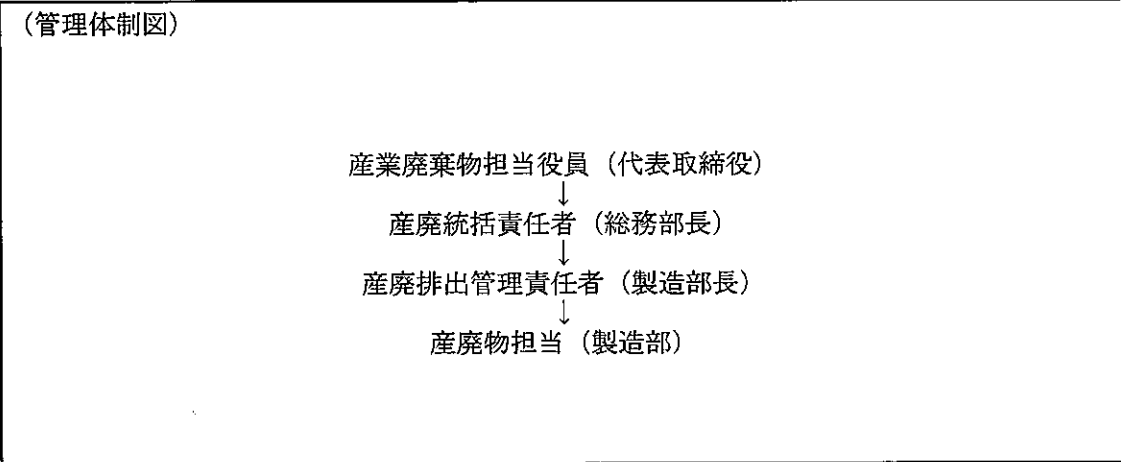 （管理体制図）
産業廃棄物担当役員（代表取締役）
↓
産廃統括責任者（総務部長）
↓
産廃排出管理責任者（製造部長）
↓
産廃物担当（製造部）